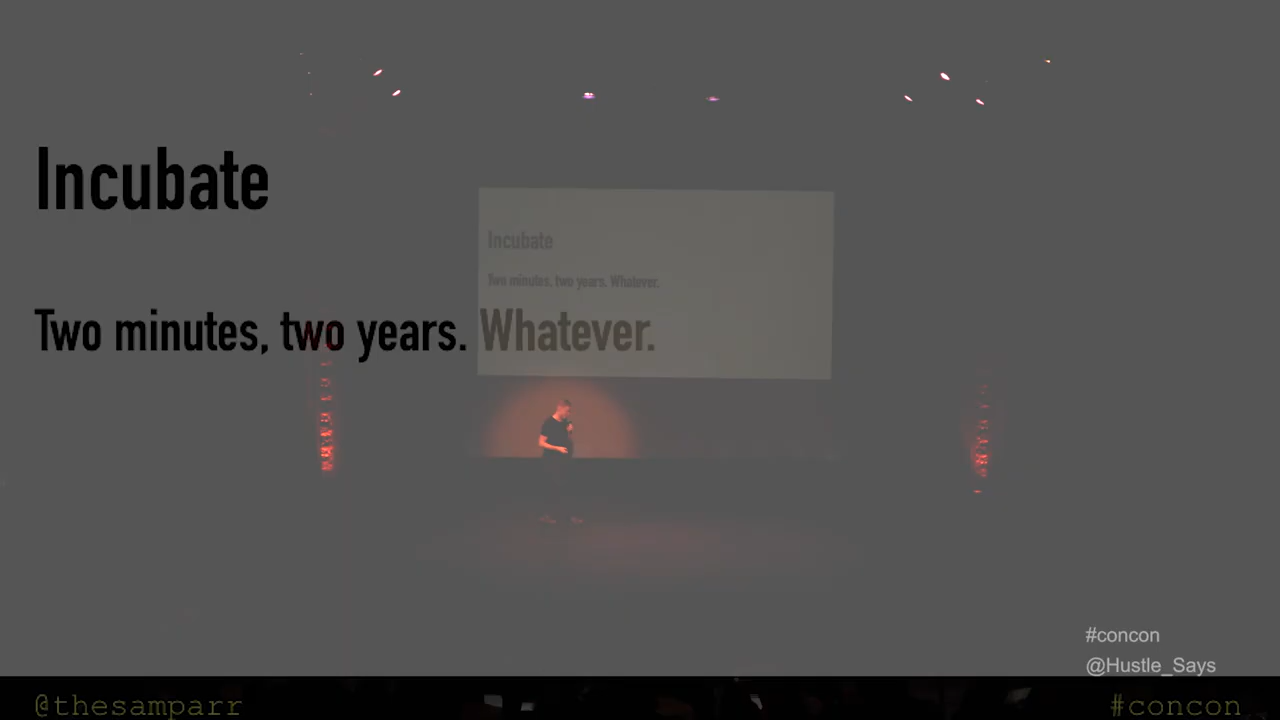 Incubate
Incubate
Two minutes, two years. Whatever.
Two minutes, two years. Whatever.
#concon
@Hustle_Says
@thesamparr
#concon